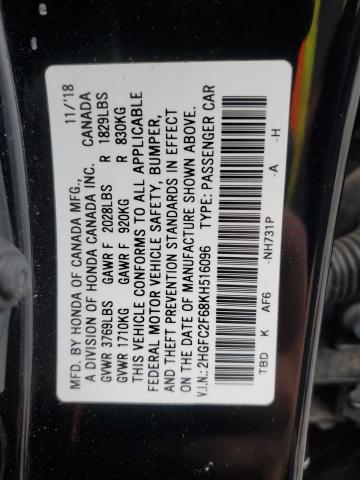 MFD. BY HONDA OF CANADA MFG., 11/'18
A DIVISION OF HONDA CANADA INC. CANADA
GVWR 3769LBS GAWR F 2028LBS R 1829LBS
GVWR 1710KG GAWR F 920KG R 830KG
THIS VEHICLE CONFORMS TO ALL APPLICABLE
FEDERAL MOTOR VEHICLE SAFETY, BUMPER,
AND THEFT PREVENTION STANDARDS IN EFFECT
ON THE DATE OF MANUFACTURE SHOWN ABOVE.
V.I.N.: 2HGFC2F68KH516096 TYPE: PASSENGER CAR
TBD K AF6 -NH731P -A -H